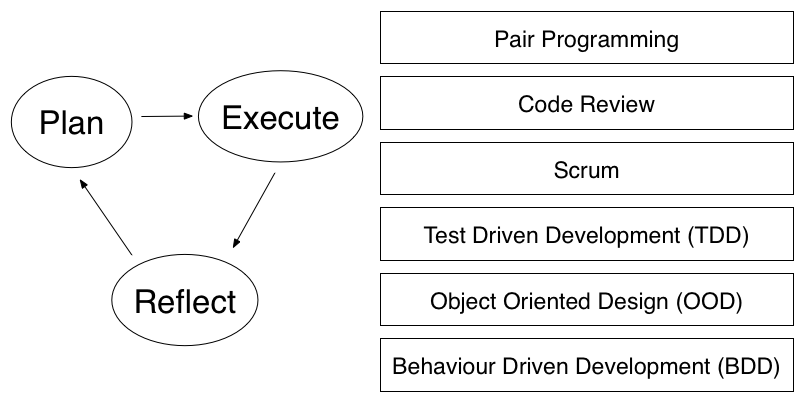 Plan
Execute
Reflect
Pair Programming
Code Review
Scrum
Test Driven Development (TDD)
Object Oriented Design (OOD)
Behaviour Driven Development (BDD)